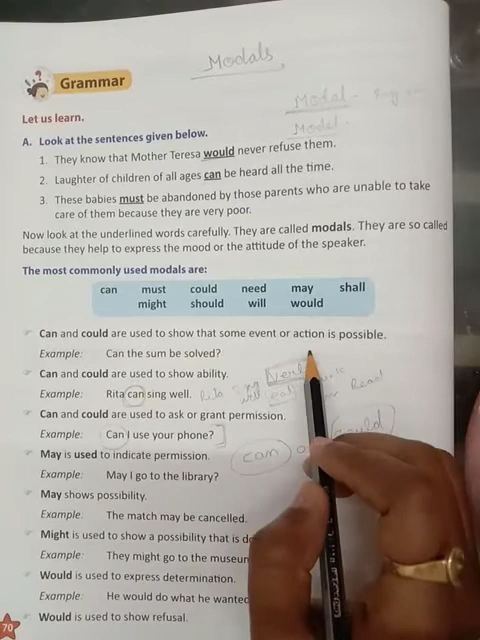 Modals
Grammar
Modal -
Model -
Let us learn.
A. Look at the sentences given below.
1. They know that Mother Teresa would never refuse them.
2. Laughter of children of all ages can be heard all the time.
3. These babies must be abandoned by those parents who are unable to take
care of them because they are very poor.
Now look at the underlined words carefully. They are called modals. They are so called
because they help to express the mood or the attitude of the speaker.
The most commonly used modals are:
can must could need may shall
might should will would
Can and could are used to show that some event or action is possible.
Example: Can the sum be solved?
Can and could are used to show ability. Verb
Example: Rita can sing well. Rita Read
Can and could are used to ask or grant permission.
Example: Can I use your phone? could
May is used to indicate permission. can
Example: May I go to the library?
May shows possibility.
Example: The match may be cancelled.
Might is used to show a possibility that is
Example: They might go to the
Would is used to express determination.
Example: He would do what he wanted
Would is used to show refusal.
70